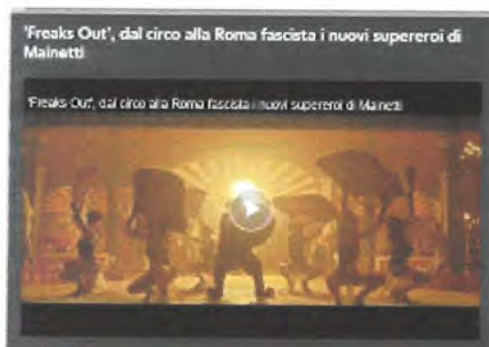 'Freaks Out', dal circo alla Roma fascista i nuovi supereroi di
Mainetti
'Freaks Out', dal circo alla Roma fascista i nuovi supereroi di Mainetti